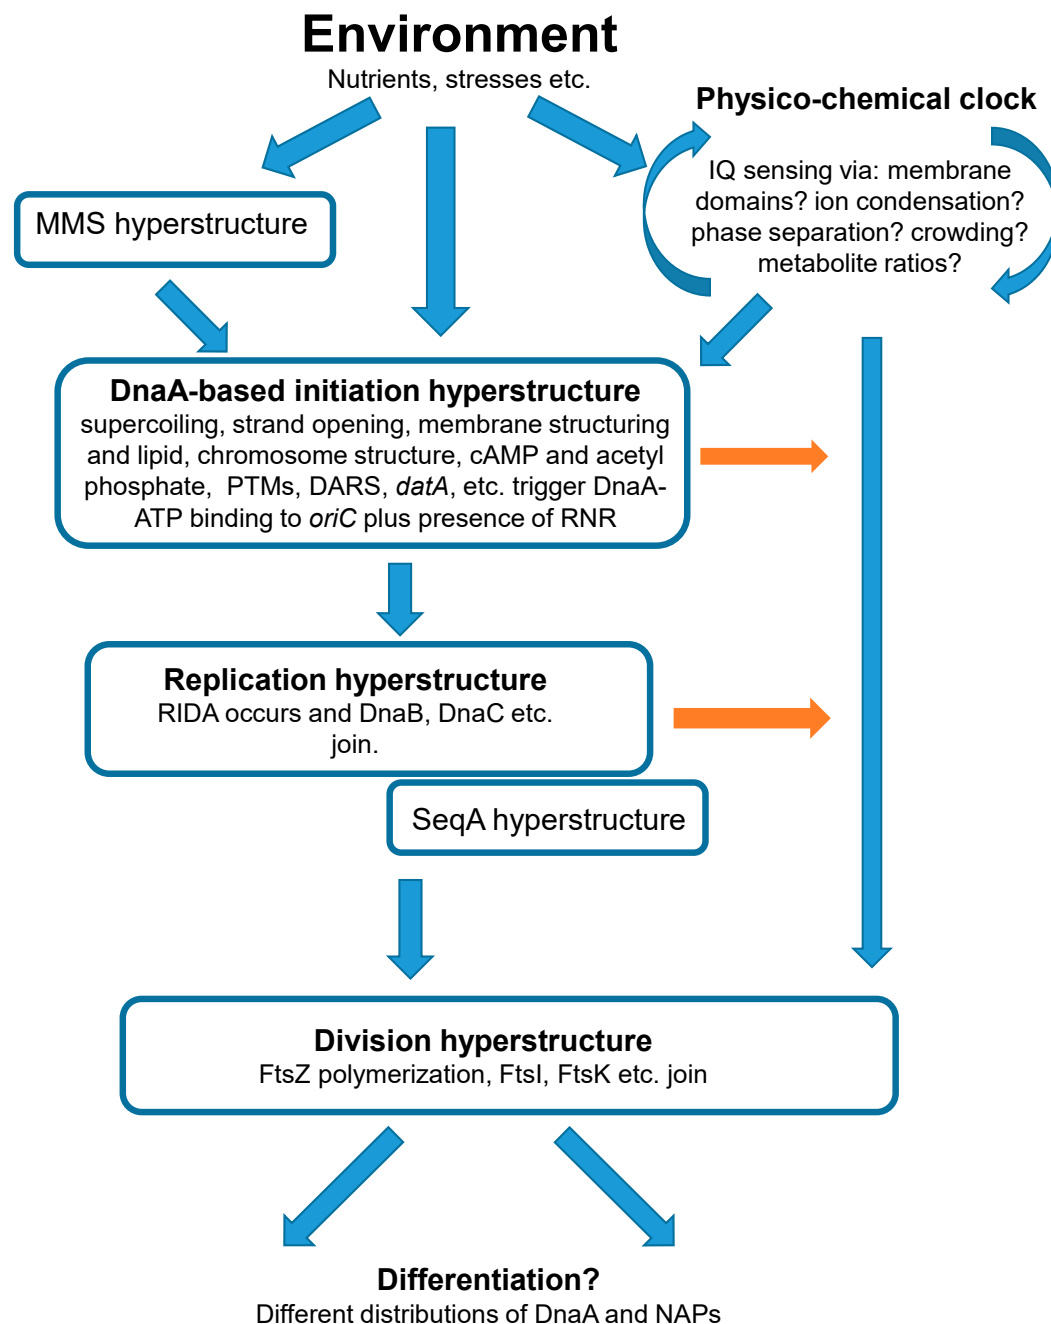 Environment
Nutrients, stresses etc.
Physico-chemical clock
IQ sensing via: membrane
domains? ion condensation?
phase separation? crowding?
metabolite ratios?
MMS hyperstructure
DnaA-based initiation hyperstructure
supercoiling, strand opening, membrane structuring
and lipid, chromosome structure, cAMP and acetyl
phosphate, PTMs, DARS, datA, etc. trigger DnaA-
ATP binding to oriC plus presence of RNR
Replication hyperstructure
RIDA occurs and DnaB, DnaC etc.
join.
SeqA hyperstructure
Division hyperstructure
FtsZ polymerization, FtsI, FtsK etc. join
Differentiation?
Different distributions of DnaA and NAPs